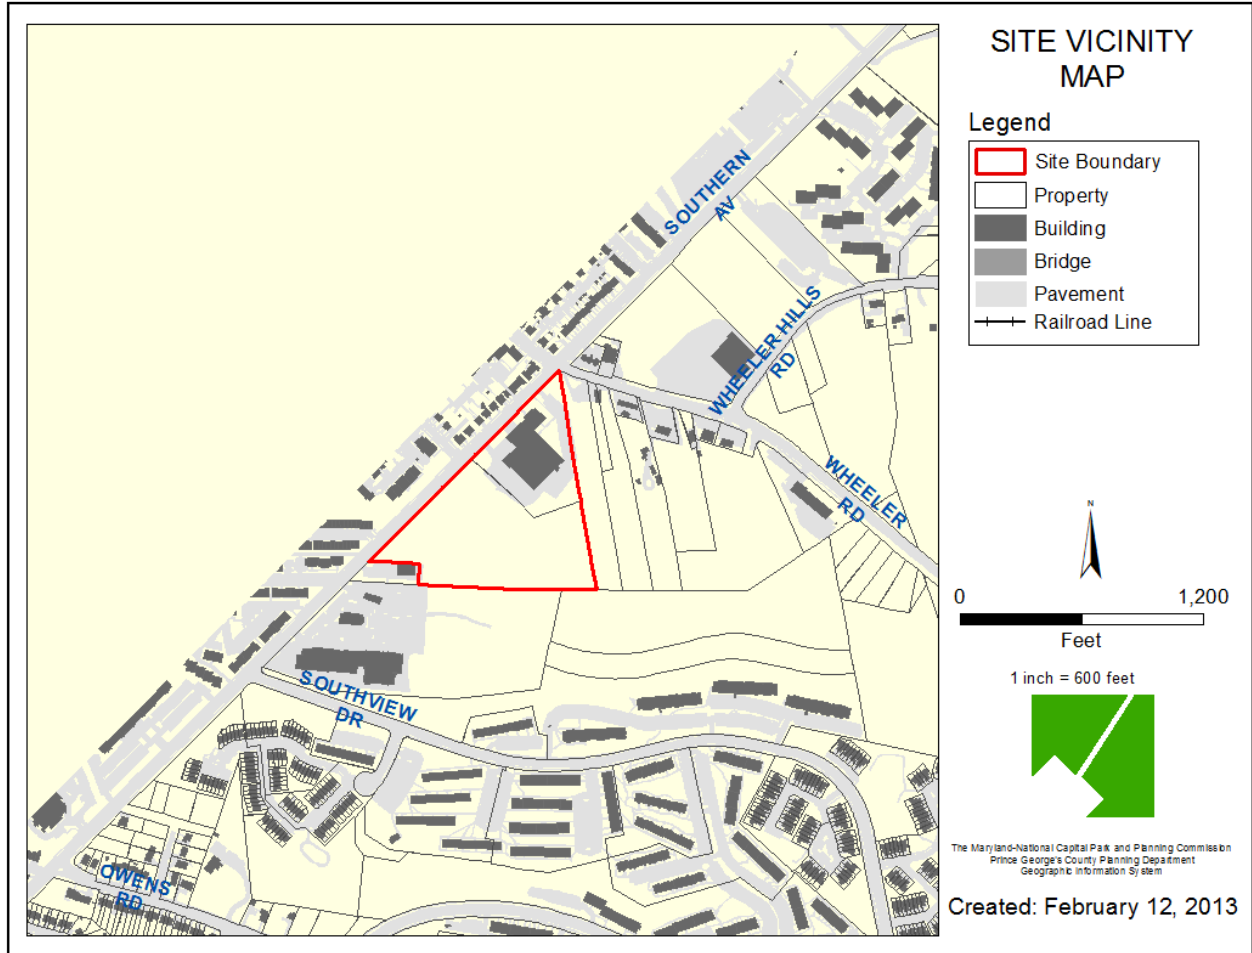 SITE VICINITY
MAP
Legend
Site Boundary
Property
Building
Bridge
Pavement
Railroad Line
SOUTHERN
AV
WHEELER HILLS
RD
WHEELER
RD
SOUTHVIEW
DR
OWENS
RD
N
0 1,200
Feet
1 inch = 600 feet
The Maryland-National Capital Park and Planning Commission
Prince George's County Planning Department
Geographic Information System
Created: February 12, 2013